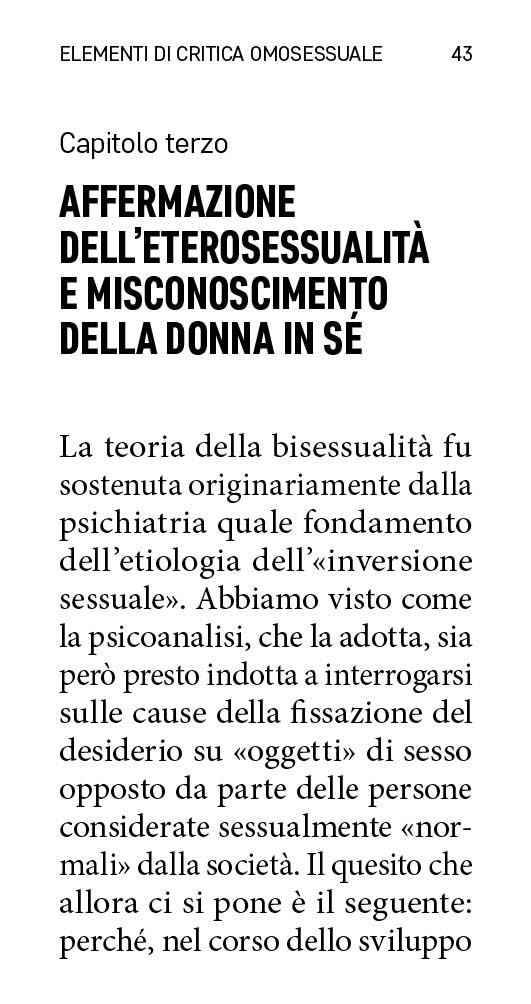 ELEMENTI DI CRITICA OMOSESSUALE 43
Capitolo terzo
AFFERMAZIONE
DELL’ETEROSESSUALITÀ
E MISCONOSCIMENTO
DELLA DONNA IN SÉ
La teoria della bisessualità fu
sostenuta originariamente dalla
psichiatria quale fondamento
dell’etiologia dell’«inversione
sessuale». Abbiamo visto come
la psicoanalisi, che la adotta, sia
però presto indotta a interrogarsi
sulle cause della fissazione del
desiderio su «oggetti» di sesso
opposto da parte delle persone
considerate sessualmente «nor-
mali» dalla società. Il quesito che
allora ci si pone è il seguente:
perché, nel corso dello sviluppo